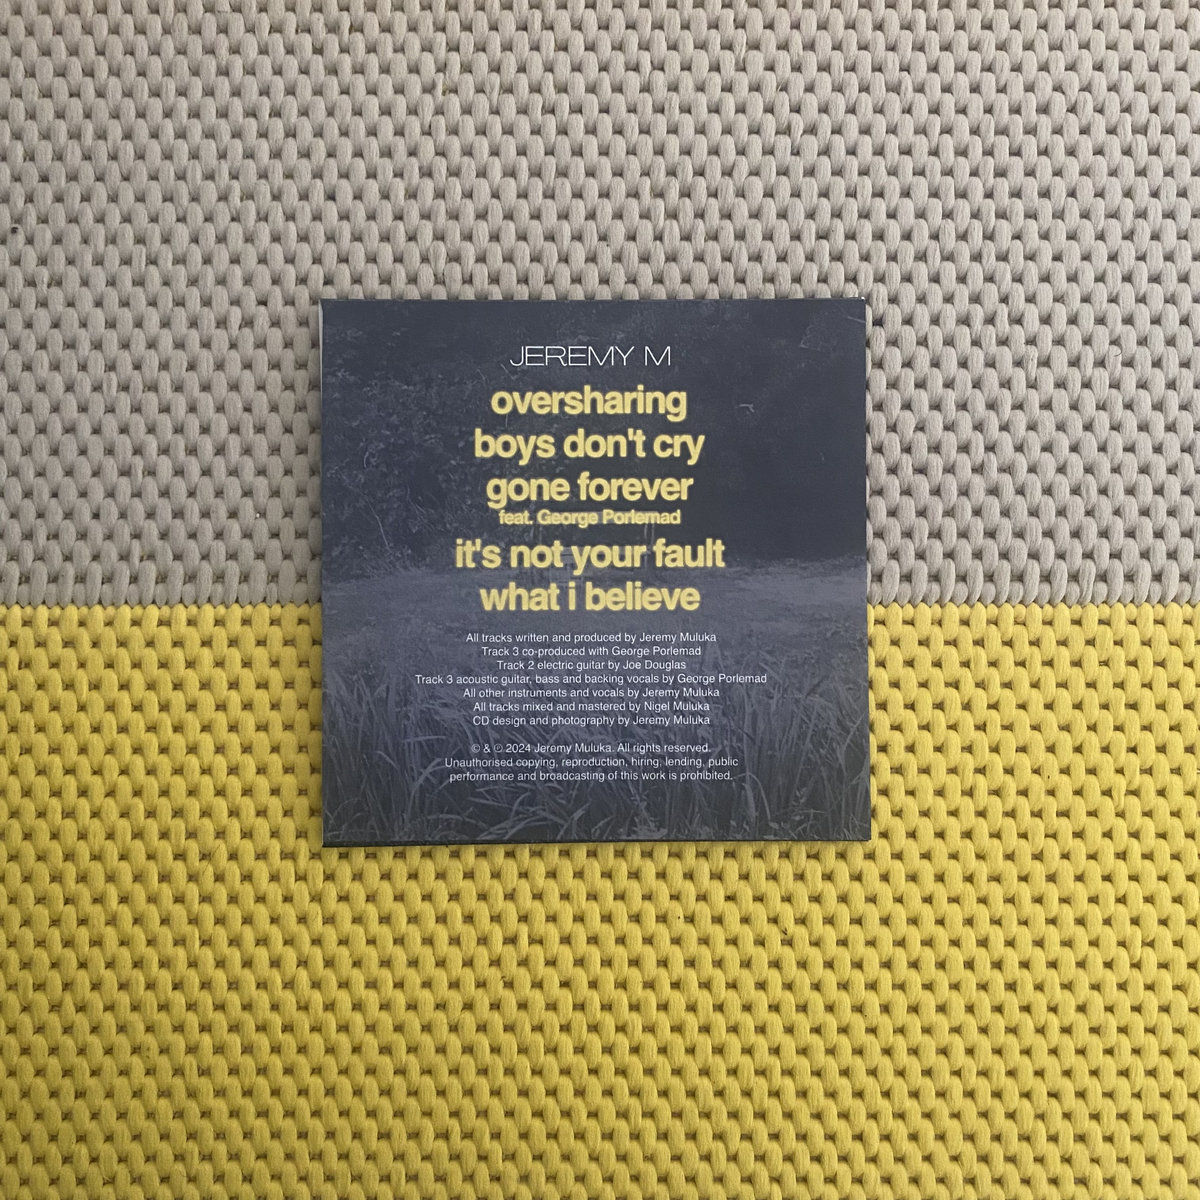 JEREMY M
oversharing
boys don't cry
gone forever
feat. George Porlemad
it's not your fault
what i believe
All tracks written and produced by Jeremy Muluka
Track 3 co-produced with George Porlemad
Track 2 electric guitar by Joe Douglas
Track 3 acoustic guitar, bass and backing vocals by George Porlemad
All other instruments and vocals by Jeremy Muluka
All tracks mixed and mastered by Nigel Muluka
CD design and photography by Jeremy Muluka
© & ℗ 2024 Jeremy Muluka. All rights reserved.
Unauthorised copying, reproduction, hiring, lending, public
performance and broadcasting of this work is prohibited.